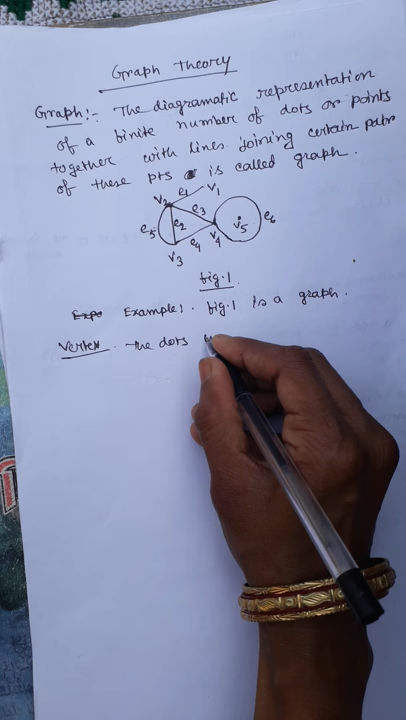 Graph Theory
Graph:- The diagramatic representation
of a binite number of dots or points
together with lines joining certain pairs
of these pts is called graph.
e1 v1
v2 e3
e5 e2 v5 e6
e4 v4
v3
fig.1
Expo Example:. fig.1 is a graph.
Vertex. The dots